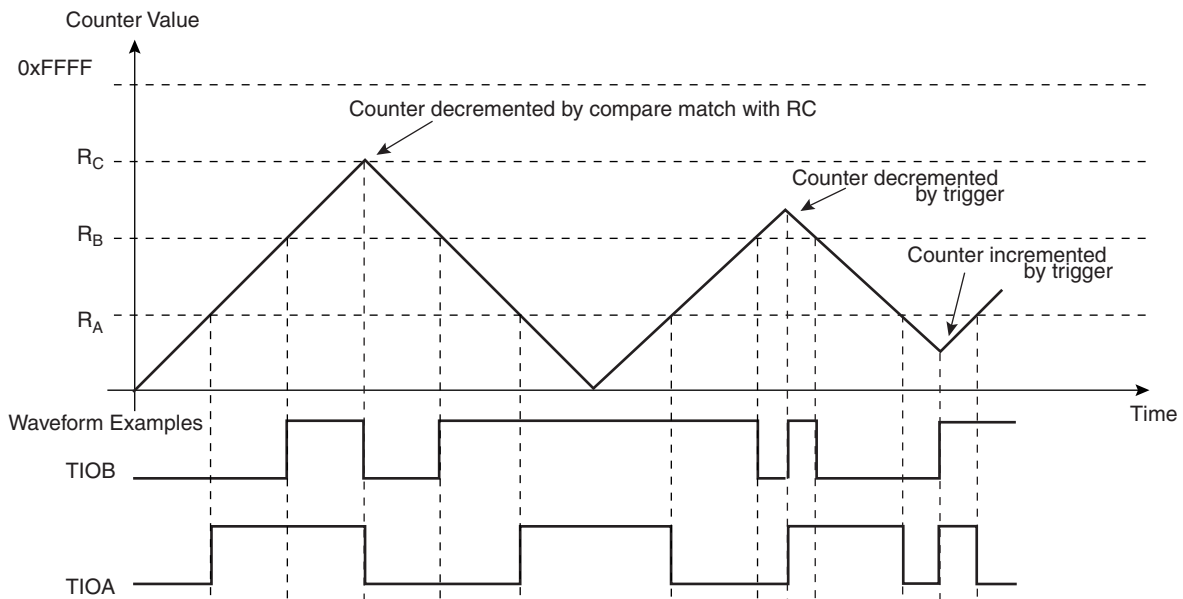 Counter Value
0xFFFF
Counter decremented by compare match with RC
RC
Counter decremented
by trigger
RB
Counter incremented
by trigger
RA
Time
Waveform Examples
TIOB
TIOA